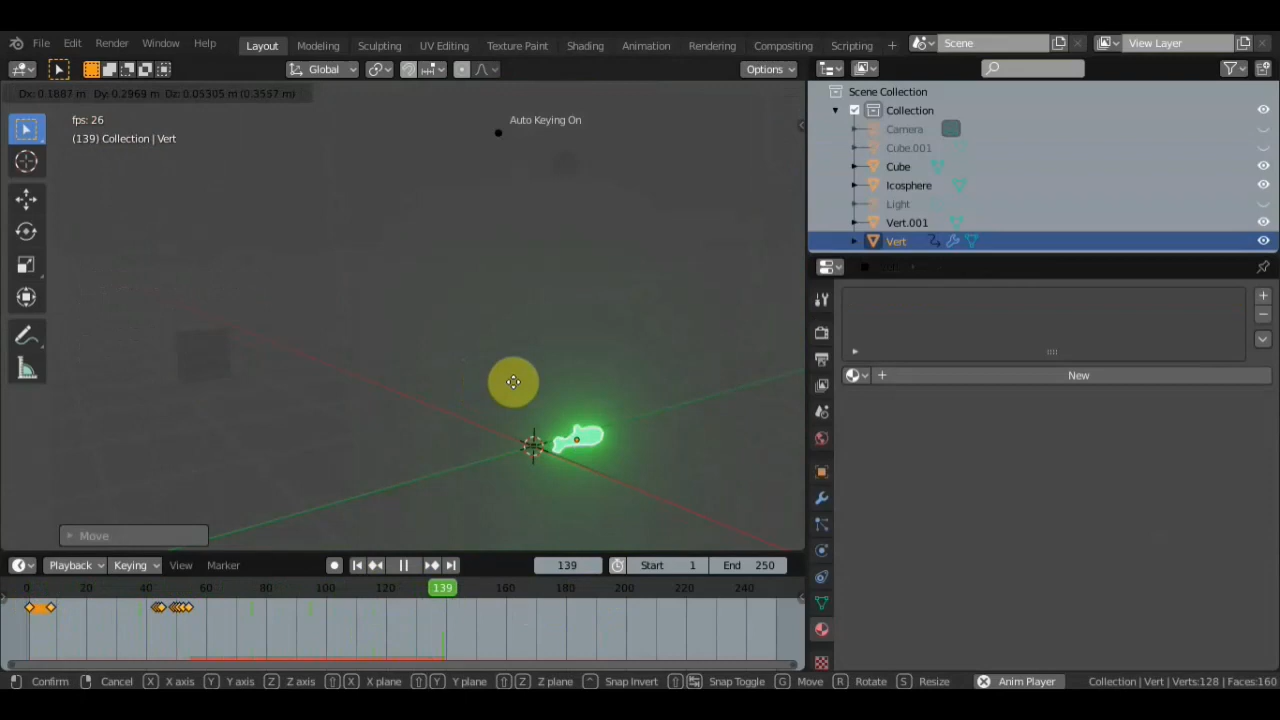 File Edit Render Window Help Layout Modeling Sculpting UV Editing Texture Paint Shading Animation Rendering Compositing Scripting Scene View Layer
Global Options
Dx: 0.1887 m Dy: 0.2969 m Dz: 0.05305 m (0.3557 m)
fps: 26
Auto Keying On
(139) Collection | Vert
Scene Collection
Collection
Camera
Cube.001
Cube
Icosphere
Light
Vert.001
Vert
New
Move
Playback Keying View Marker 139 Start 1 End 250
0 20 40 60 80 100 120 139 160 180 200 220 240
Confirm Cancel X X axis Y Y axis Z Z axis X X plane Y Y plane Z Z plane Snap Invert Snap Toggle G Move R Rotate S Resize Anim Player Collection | Vert | Verts:128 | Faces:160